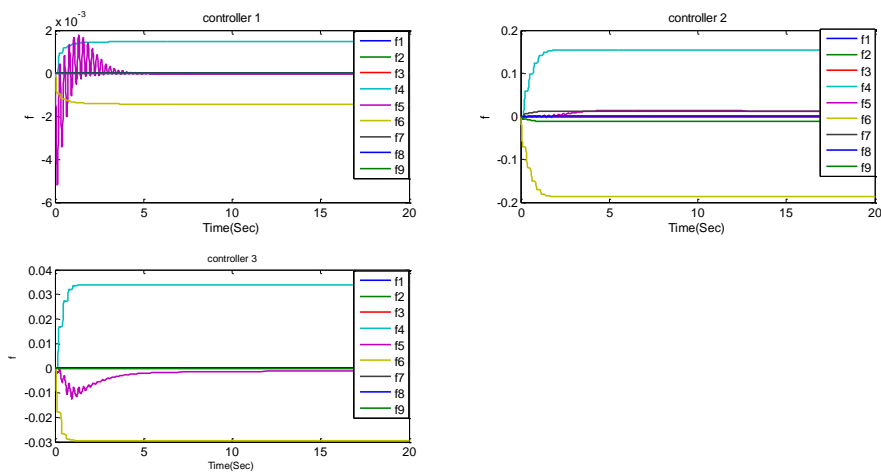 controller 1
x 10^-3
2
0
-2
-4
-6
f
0 5 10 15 20
Time(Sec)
f1
f2
f3
f4
f5
f6
f7
f8
f9
controller 2
0.2
0.1
0
-0.1
-0.2
f
0 5 10 15 20
Time(Sec)
f1
f2
f3
f4
f5
f6
f7
f8
f9
controller 3
0.04
0.03
0.02
0.01
0
-0.01
-0.02
-0.03
f
0 5 10 15 20
Time(Sec)
f1
f2
f3
f4
f5
f6
f7
f8
f9